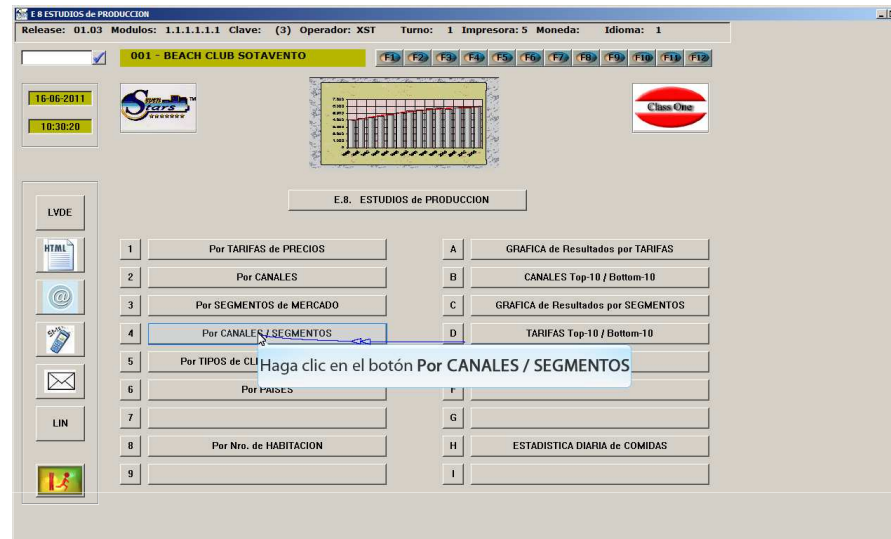 E 8 ESTUDIOS de PRODUCCION
Release: 01.03 Modulos: 1.1.1.1.1.1 Clave: (3) Operador: XST Turno: 1 Impresora: 5 Moneda: Idioma: 1
001 - BEACH CLUB SOTAVENTO
F1 F2 F3 F4 F5 F6 F7 F8 F9 F10 F11 F12
16-06-2011
10:30:20
Stars
Class One
E.8. ESTUDIOS de PRODUCCION
LVDE
HTML
1 Por TARIFAS de PRECIOS A GRAFICA de Resultados por TARIFAS
2 Por CANALES B CANALES Top-10 / Bottom-10
3 Por SEGMENTOS de MERCADO C GRAFICA de Resultados por SEGMENTOS
4 Por CANALES / SEGMENTOS D TARIFAS Top-10 / Bottom-10
5 Por TIPOS de
Haga clic en el botón Por CANALES / SEGMENTOS
6 Por PAISES F
7 G
LIN
8 Por Nro. de HABITACION H ESTADISTICA DIARIA de COMIDAS
9 I